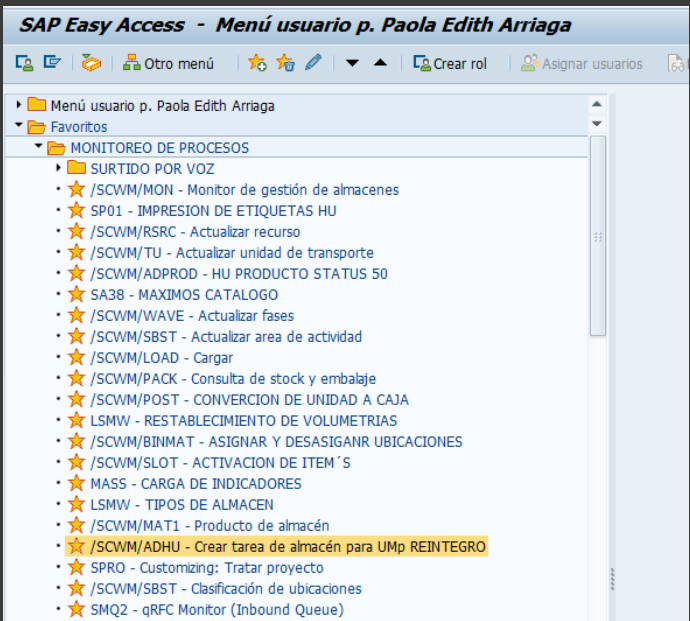 SAP Easy Access - Menú usuario p. Paola Edith Arriaga
Otro menú Crear rol Asignar usuarios
Menú usuario p. Paola Edith Arriaga
Favoritos
MONITOREO DE PROCESOS
SURTIDO POR VOZ
/SCWM/MON - Monitor de gestión de almacenes
SP01 - IMPRESION DE ETIQUETAS HU
/SCWM/RSRC - Actualizar recurso
/SCWM/TU - Actualizar unidad de transporte
/SCWM/ADPROD - HU PRODUCTO STATUS 50
SA38 - MAXIMOS CATALOGO
/SCWM/WAVE - Actualizar fases
/SCWM/SBST - Actualizar area de actividad
/SCWM/LOAD - Cargar
/SCWM/PACK - Consulta de stock y embalaje
/SCWM/POST - CONVERCION DE UNIDAD A CAJA
LSMW - RESTABLECIMIENTO DE VOLUMETRIAS
/SCWM/BINMAT - ASIGNAR Y DESASIGANR UBICACIONES
/SCWM/SLOT - ACTIVACION DE ITEM´S
MASS - CARGA DE INDICADORES
LSMW - TIPOS DE ALMACEN
/SCWM/MAT1 - Producto de almacén
/SCWM/ADHU - Crear tarea de almacén para UMp REINTEGRO
SPRO - Customizing: Tratar proyecto
/SCWM/SBST - Clasificación de ubicaciones
SMQ2 - qRFC Monitor (Inbound Queue)